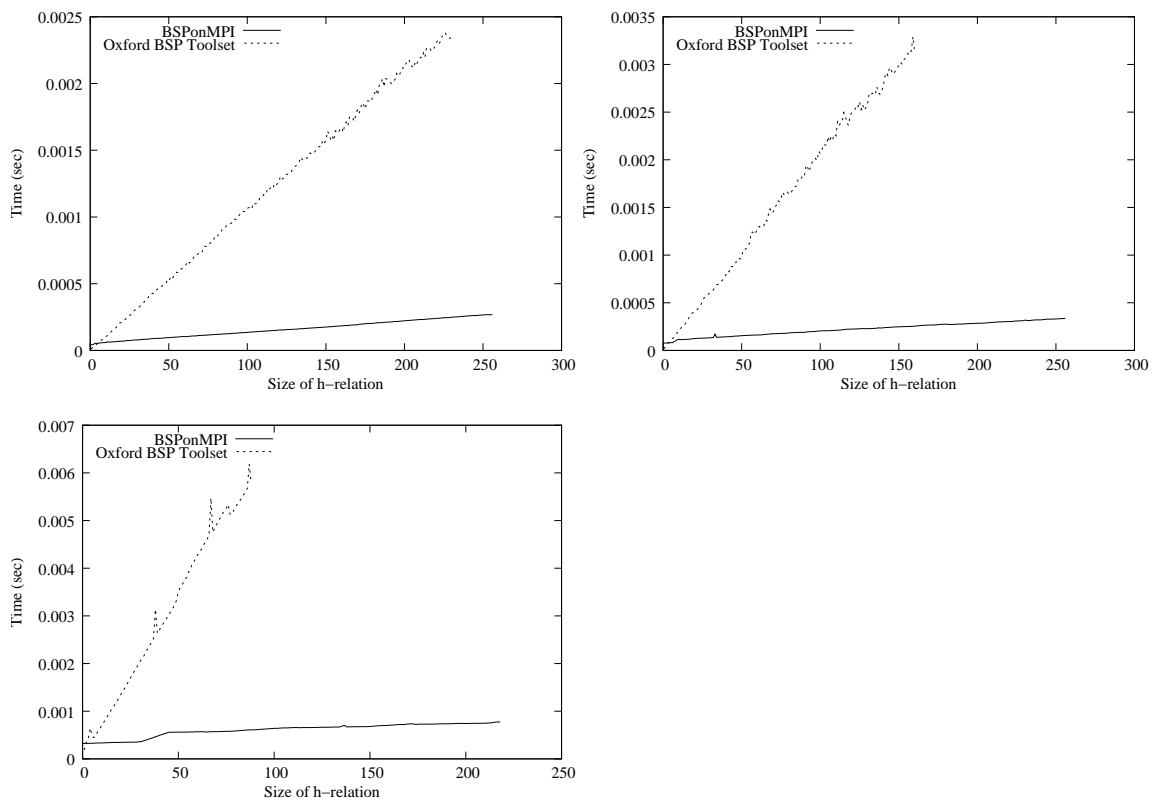 0.0025
0.002
0.0015
0.001
0.0005
0
Time (sec)
BSPonMPI
Oxford BSP Toolset
0 50 100 150 200 250 300
Size of h−relation
0.0035
0.003
0.0025
0.002
0.0015
0.001
0.0005
0
Time (sec)
BSPonMPI
Oxford BSP Toolset
0 50 100 150 200 250 300
Size of h−relation
0.007
0.006
0.005
0.004
0.003
0.002
0.001
0
Time (sec)
BSPonMPI
Oxford BSP Toolset
0 50 100 150 200 250
Size of h−relation